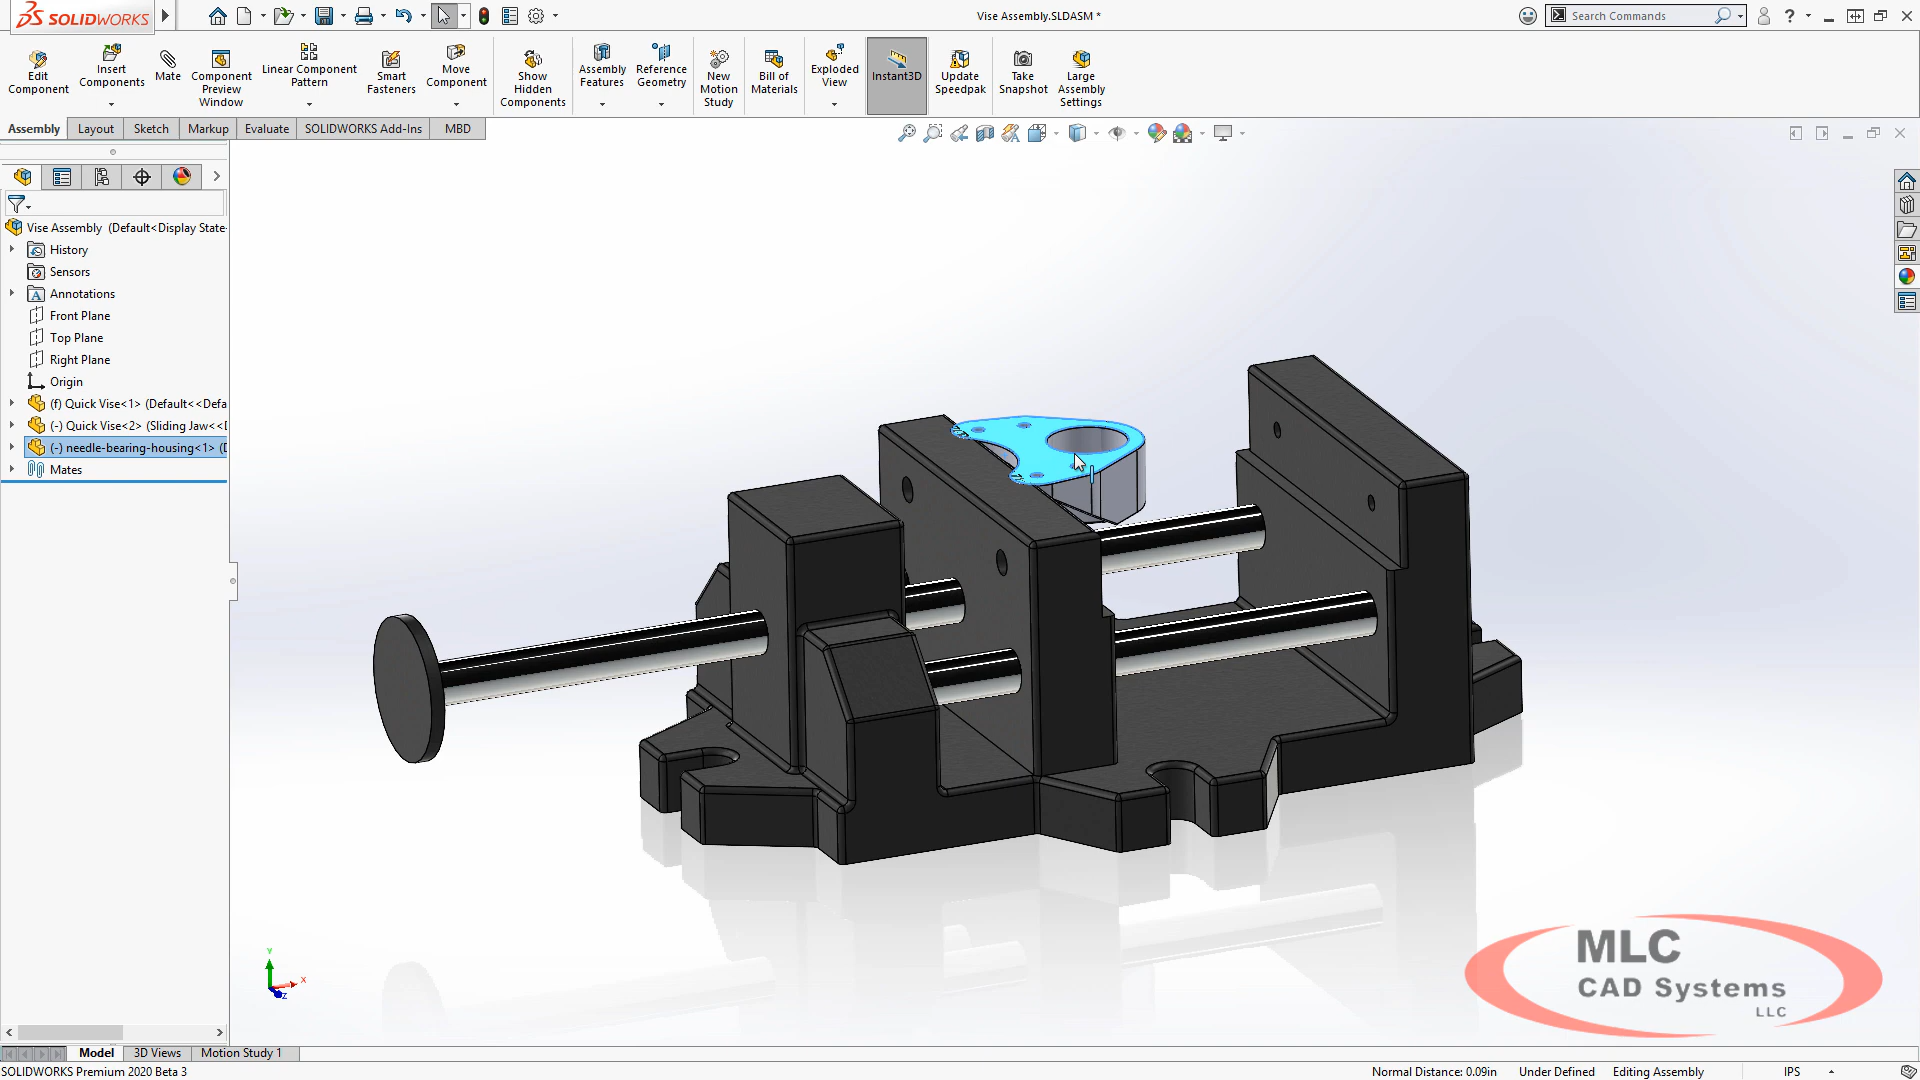 SOLIDWORKS
Vise Assembly.SLDASM *
Search Commands
?
Edit
Component
Insert
Components
Mate
Component
Preview
Window
Linear Component
Pattern
Smart
Fasteners
Move
Component
Show
Hidden
Components
Assembly
Features
Reference
Geometry
New
Motion
Study
Bill of
Materials
Exploded
View
Instant3D
Update
Speedpak
Take
Snapshot
Large
Assembly
Settings
Assembly
Layout
Sketch
Markup
Evaluate
SOLIDWORKS Add-Ins
MBD
Vise Assembly (Default<Display State-
History
Sensors
Annotations
Front Plane
Top Plane
Right Plane
Origin
(f) Quick Vise<1> (Default<<Defa
(-) Quick Vise<2> (Sliding Jaw<<D
(-) needle-bearing-housing<1> (D
Mates
Y
X
Z
MLC
CAD Systems
LLC
Model
3D Views
Motion Study 1
SOLIDWORKS Premium 2020 Beta 3
Normal Distance: 0.09in
Under Defined
Editing Assembly
IPS